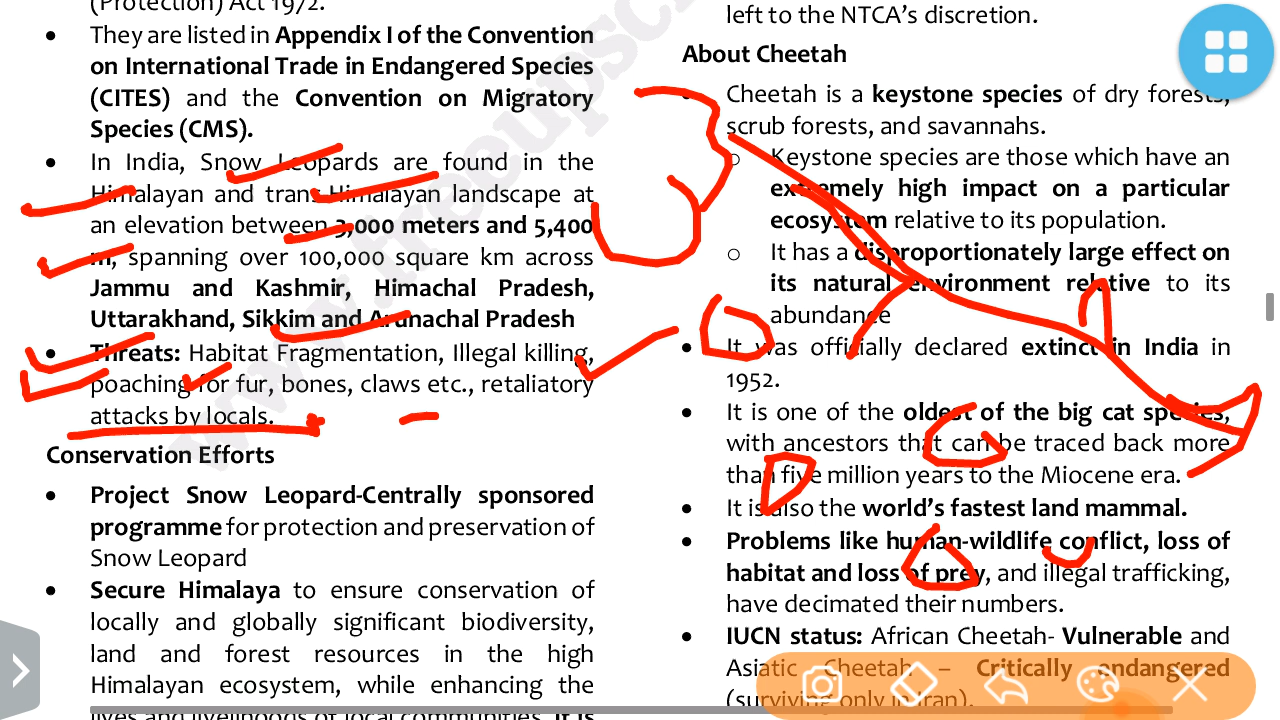 (Protection) Act 1972.
• They are listed in Appendix I of the Convention
on International Trade in Endangered Species
(CITES) and the Convention on Migratory
Species (CMS).
• In India, Snow Leopards are found in the
Himalayan and trans Himalayan landscape at
an elevation between 3,000 meters and 5,400
m, spanning over 100,000 square km across
Jammu and Kashmir, Himachal Pradesh,
Uttarakhand, Sikkim and Arunachal Pradesh
• Threats: Habitat Fragmentation, Illegal killing,
poaching for fur, bones, claws etc., retaliatory
attacks by locals.
Conservation Efforts
• Project Snow Leopard-Centrally sponsored
programme for protection and preservation of
Snow Leopard
• Secure Himalaya to ensure conservation of
locally and globally significant biodiversity,
land and forest resources in the high
Himalayan ecosystem, while enhancing the
lives and livelihoods of local communities. It is
left to the NTCA's discretion.
About Cheetah
• Cheetah is a keystone species of dry forests,
scrub forests, and savannahs.
o Keystone species are those which have an
extremely high impact on a particular
ecosystem relative to its population.
o It has a disproportionately large effect on
its natural environment relative to its
abundance
• It was officially declared extinct in India in
1952.
• It is one of the oldest of the big cat species,
with ancestors that can be traced back more
than five million years to the Miocene era.
• It is also the world's fastest land mammal.
• Problems like human-wildlife conflict, loss of
habitat and loss of prey, and illegal trafficking,
have decimated their numbers.
• IUCN status: African Cheetah- Vulnerable and
Asiatic Cheetah – Critically endangered
(surviving only in Iran).